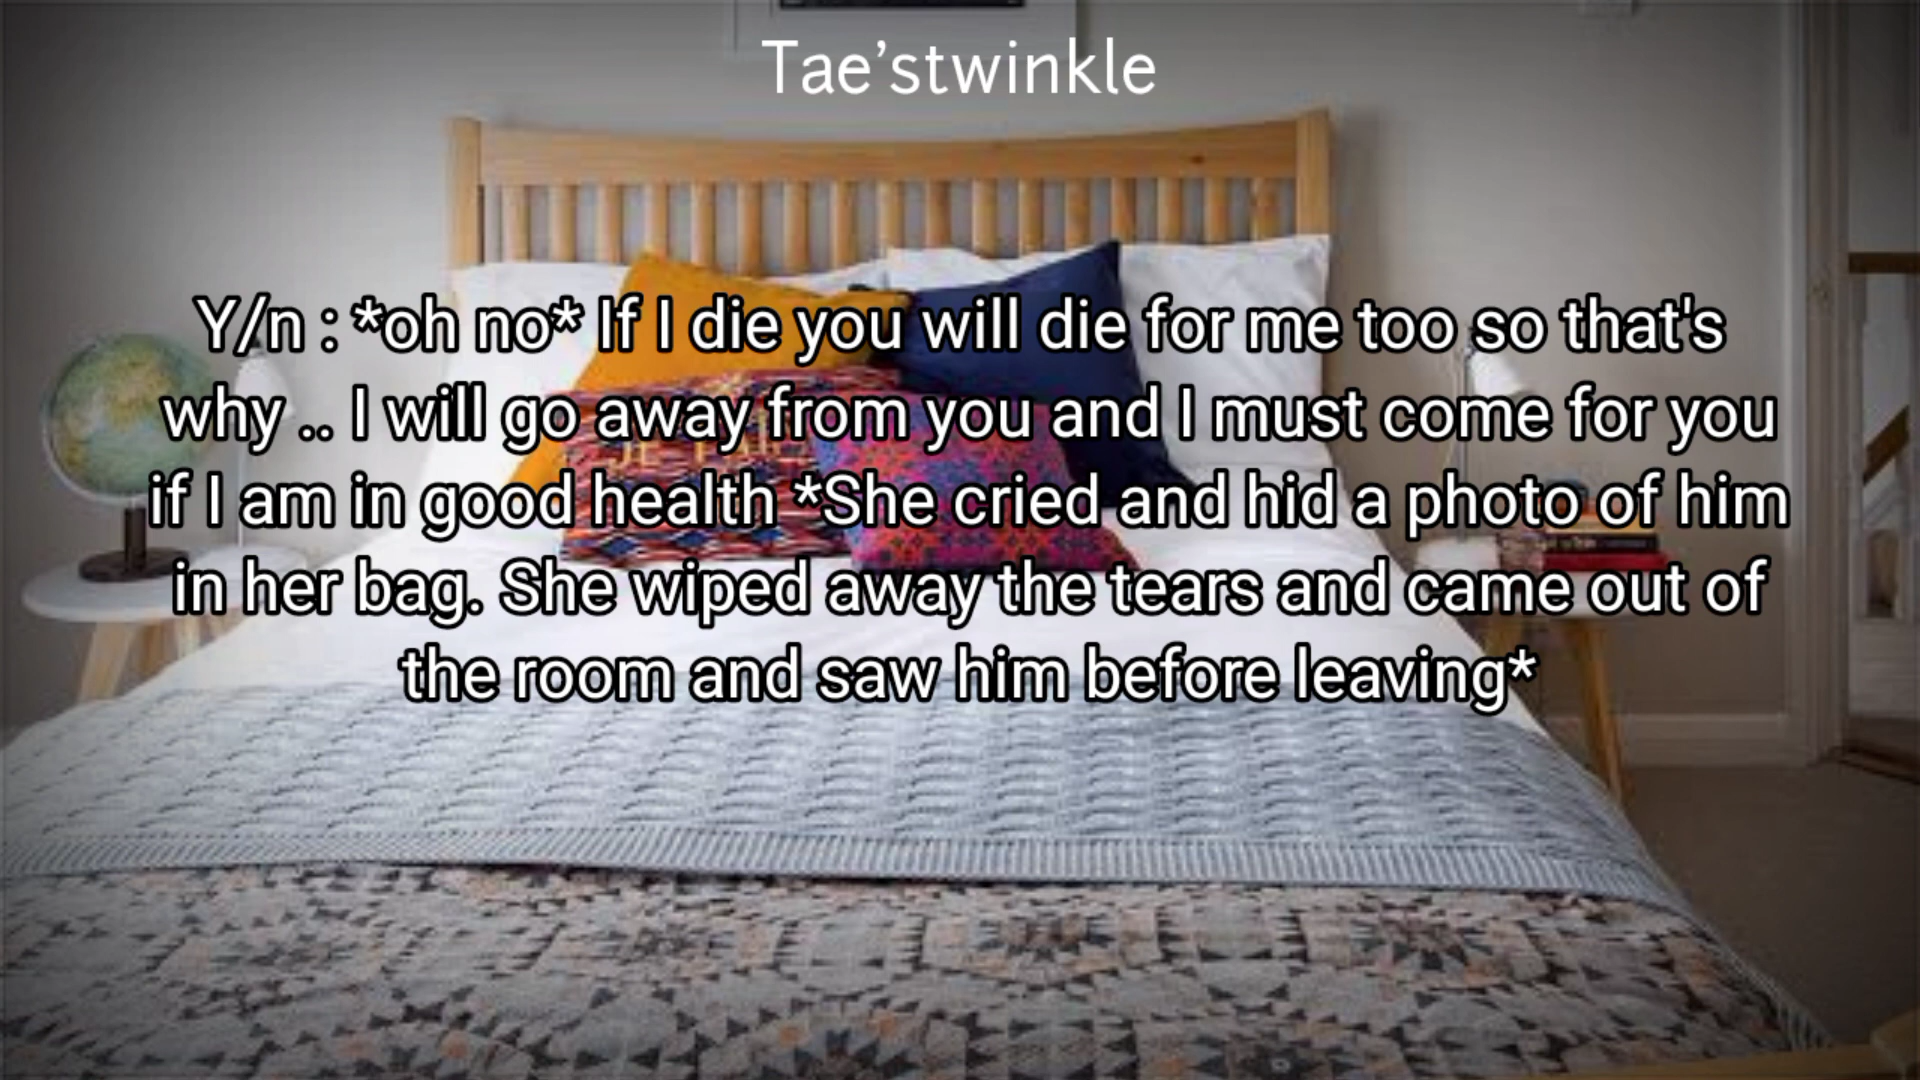 Tae’stwinkle
Y/n : *oh no* If I die you will die for me too so that's
why .. I will go away from you and I must come for you
if I am in good health *She cried and hid a photo of him
in her bag. She wiped away the tears and came out of
the room and saw him before leaving*